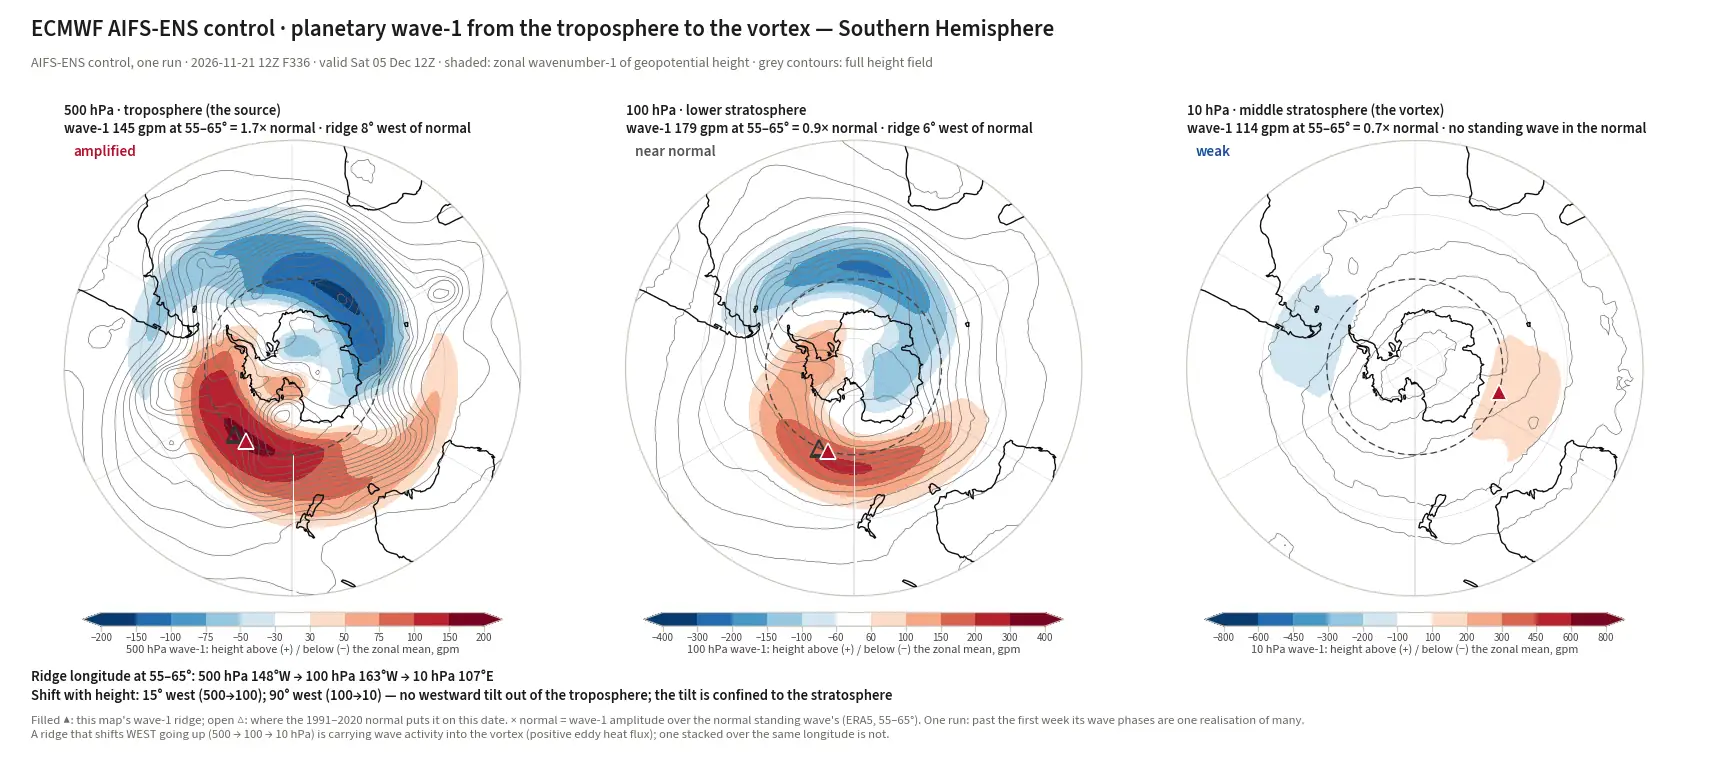 ECMWF AIFS-ENS control · planetary wave-1 from the troposphere to the vortex — Southern Hemisphere
AIFS-ENS control, one run · 2026-11-21 12Z F336 · valid Sat 05 Dec 12Z · shaded: zonal wavenumber-1 of geopotential height · grey contours: full height field
500 hPa · troposphere (the source)
wave-1 145 gpm at 55–65° = 1.7× normal · ridge 8° west of normal
amplified
100 hPa · lower stratosphere
wave-1 179 gpm at 55–65° = 0.9× normal · ridge 6° west of normal
near normal
10 hPa · middle stratosphere (the vortex)
wave-1 114 gpm at 55–65° = 0.7× normal · no standing wave in the normal
weak
−200 −150 −100 −75 −50 −30 30 50 75 100 150 200
500 hPa wave-1: height above (+) / below (−) the zonal mean, gpm
−400 −300 −200 −150 −100 −60 60 100 150 200 300 400
100 hPa wave-1: height above (+) / below (−) the zonal mean, gpm
−800 −600 −450 −300 −200 −100 100 200 300 450 600 800
10 hPa wave-1: height above (+) / below (−) the zonal mean, gpm
Ridge longitude at 55–65°: 500 hPa 148°W → 100 hPa 163°W → 10 hPa 107°E
Shift with height: 15° west (500→100); 90° west (100→10) — no westward tilt out of the troposphere; the tilt is confined to the stratosphere
Filled ▲: this map's wave-1 ridge; open △: where the 1991–2020 normal puts it on this date. × normal = wave-1 amplitude over the normal standing wave's (ERA5, 55–65°). One run: past the first week its wave phases are one realisation of many.
A ridge that shifts WEST going up (500 → 100 → 10 hPa) is carrying wave activity into the vortex (positive eddy heat flux); one stacked over the same longitude is not.